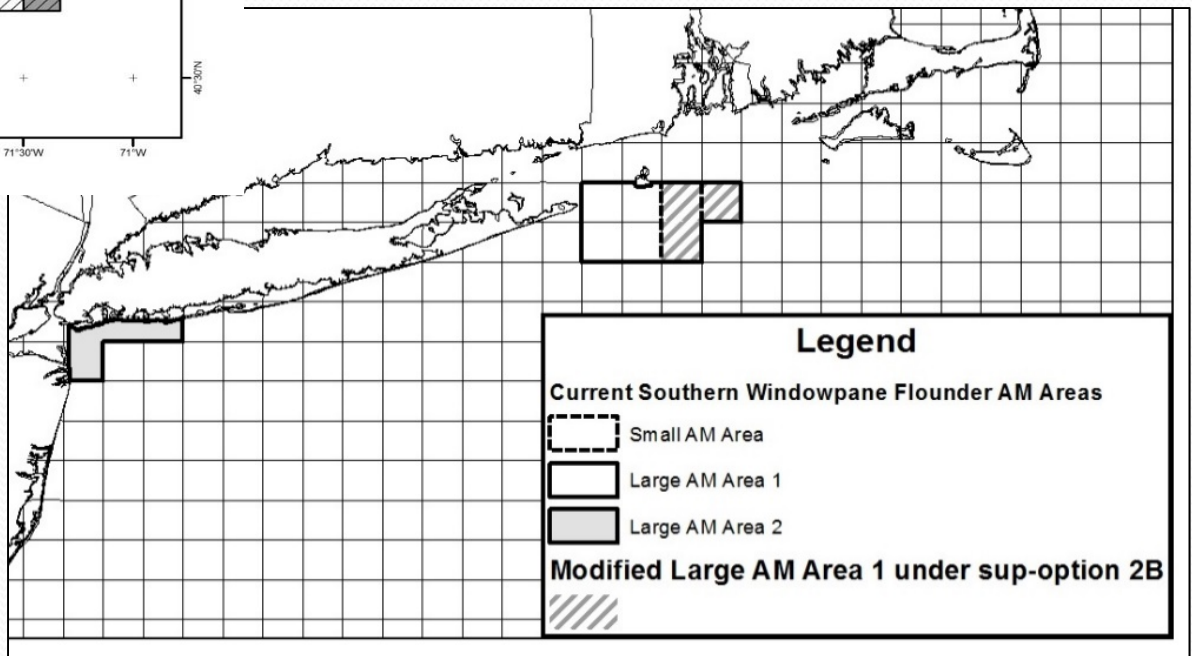 40°30'N
71°30'W
71°W
Legend
Current Southern Windowpane Flounder AM Areas
Small AM Area
Large AM Area 1
Large AM Area 2
Modified Large AM Area 1 under sup-option 2B